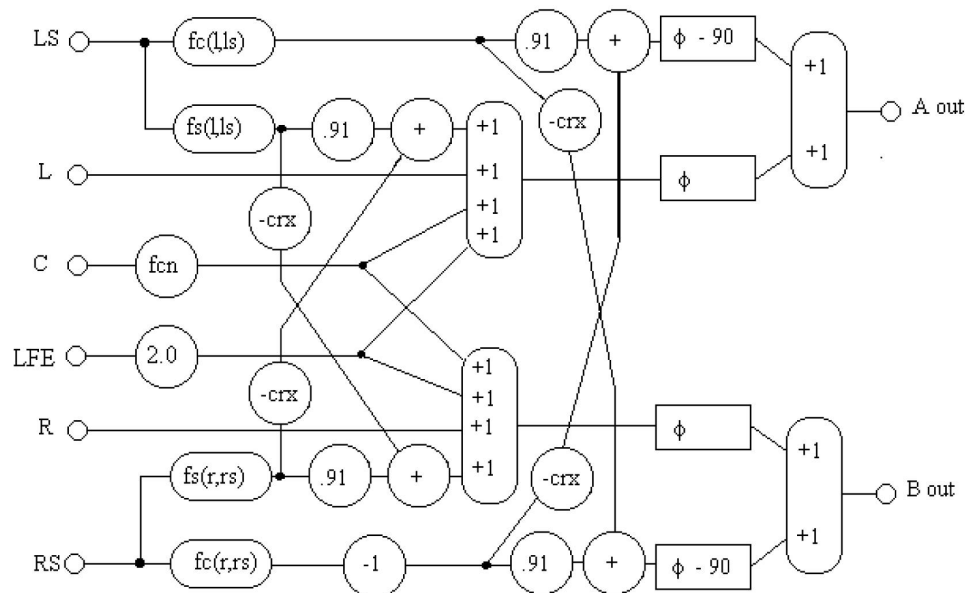 LS
fc(l,ls)
.91
+
ϕ - 90
+1
A out
fs(l,ls)
.91
+
+1
-crx
L
+1
ϕ
+1
-crx
+1
+1
C
fcn
LFE
2.0
-crx
+1
+1
R
+1
ϕ
+1
B out
fs(r,rs)
.91
+
+1
-crx
+1
RS
fc(r,rs)
-1
.91
+
ϕ - 90